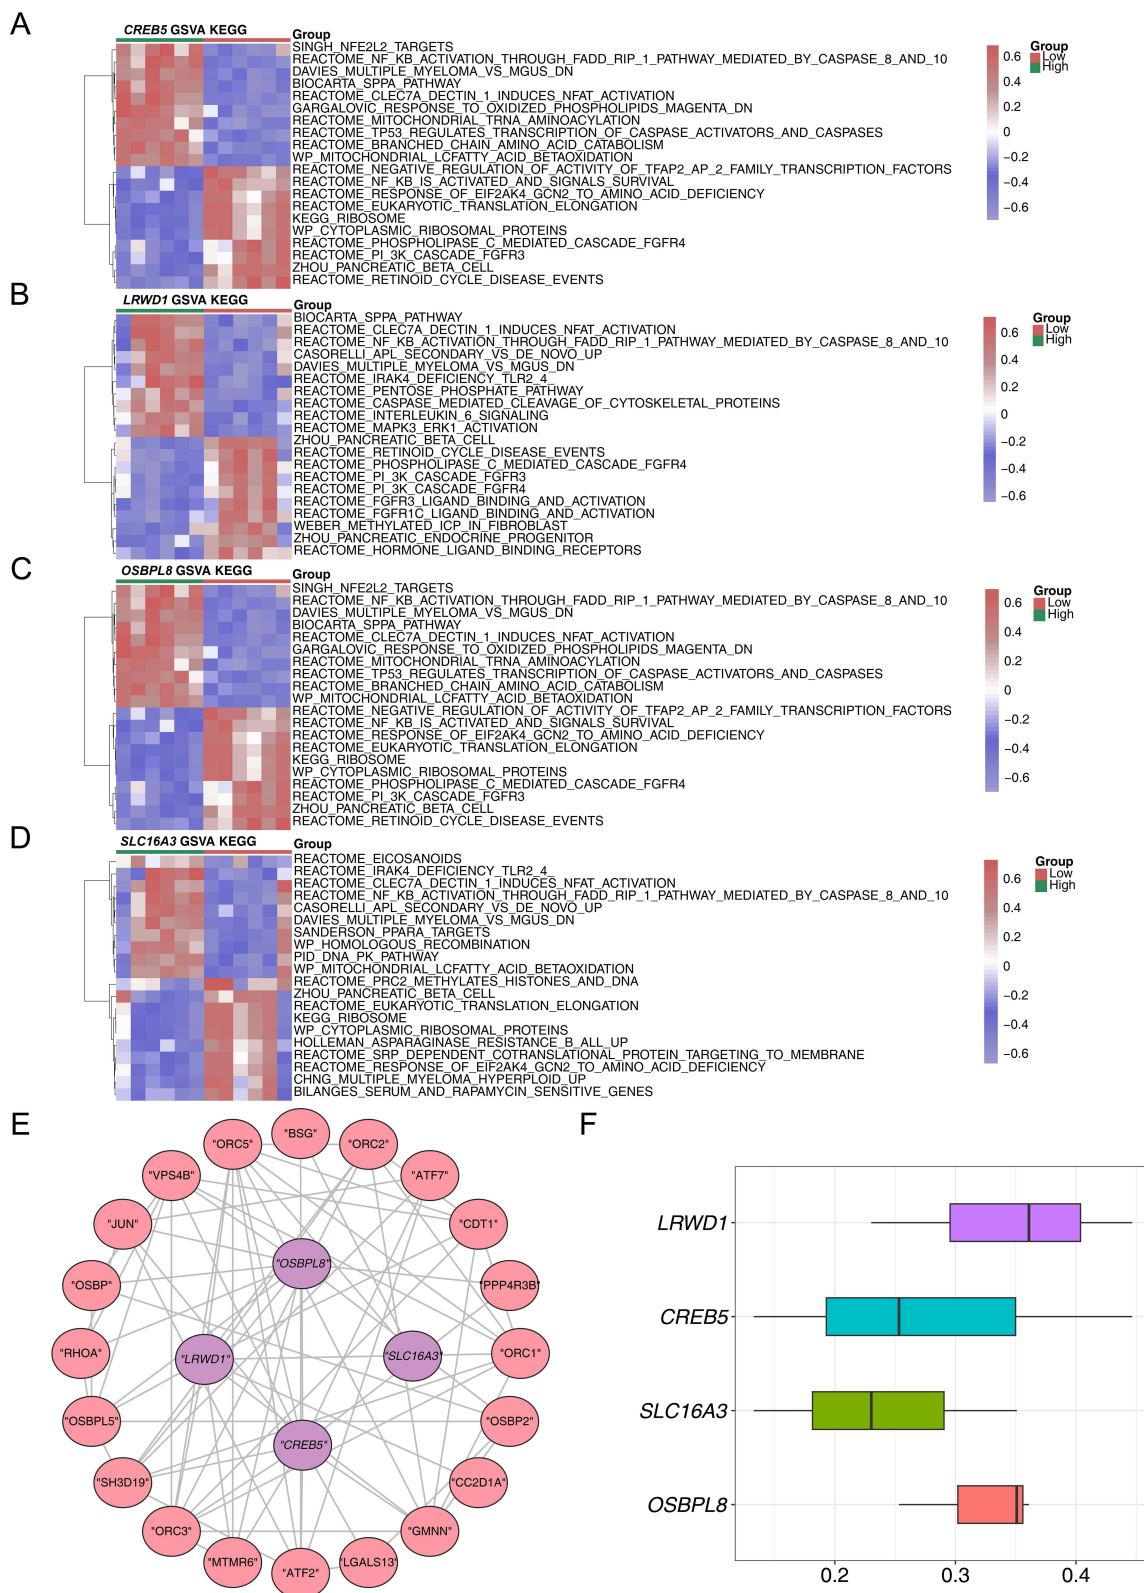 A
CREB5 GSVA KEGG
Group
SINGH_NFE2L2_TARGETS
REACTOME_NF_KB_ACTIVATION_THROUGH_FADD_RIP_1_PATHWAY_MEDIATED_BY_CASPASE_8_AND_10
DAVIES_MULTIPLE_MYELOMA_VS_MGUS_DN
BIOCARTA_SPPA_PATHWAY
REACTOME_CLEC7A_DECTIN_1_INDUCES_NFAT_ACTIVATION
GARGALOVIC_RESPONSE_TO_OXIDIZED_PHOSPHOLIPIDS_MAGENTA_DN
REACTOME_MITOCHONDRIAL_TRNA_AMINOACYLATION
REACTOME_TP53_REGULATES_TRANSCRIPTION_OF_CASPASE_ACTIVATORS_AND_CASPASES
REACTOME_BRANCHED_CHAIN_AMINO_ACID_CATABOLISM
WP_MITOCHONDRIAL_LCFATTY_ACID_BETAOXIDATION
REACTOME_NEGATIVE_REGULATION_OF_ACTIVITY_OF_TFAP2_AP_2_FAMILY_TRANSCRIPTION_FACTORS
REACTOME_NF_KB_IS_ACTIVATED_AND_SIGNALS_SURVIVAL
REACTOME_RESPONSE_OF_EIF2AK4_GCN2_TO_AMINO_ACID_DEFICIENCY
REACTOME_EUKARYOTIC_TRANSLATION_ELONGATION
KEGG_RIBOSOME
WP_CYTOPLASMIC_RIBOSOMAL_PROTEINS
REACTOME_PHOSPHOLIPASE_C_MEDIATED_CASCADE_FGFR4
REACTOME_PI_3K_CASCADE_FGFR3
ZHOU_PANCREATIC_BETA_CELL
REACTOME_RETINOID_CYCLE_DISEASE_EVENTS
0.6
0.4
0.2
0
−0.2
−0.4
−0.6
Group
Low
High
B
LRWD1 GSVA KEGG
Group
BIOCARTA_SPPA_PATHWAY
REACTOME_CLEC7A_DECTIN_1_INDUCES_NFAT_ACTIVATION
REACTOME_NF_KB_ACTIVATION_THROUGH_FADD_RIP_1_PATHWAY_MEDIATED_BY_CASPASE_8_AND_10
CASORELLI_APL_SECONDARY_VS_DE_NOVO_UP
DAVIES_MULTIPLE_MYELOMA_VS_MGUS_DN
REACTOME_IRAK4_DEFICIENCY_TLR2_4_
REACTOME_PENTOSE_PHOSPHATE_PATHWAY
REACTOME_CASPASE_MEDIATED_CLEAVAGE_OF_CYTOSKELETAL_PROTEINS
REACTOME_INTERLEUKIN_6_SIGNALING
REACTOME_MAPK3_ERK1_ACTIVATION
ZHOU_PANCREATIC_BETA_CELL
REACTOME_RETINOID_CYCLE_DISEASE_EVENTS
REACTOME_PHOSPHOLIPASE_C_MEDIATED_CASCADE_FGFR4
REACTOME_PI_3K_CASCADE_FGFR3
REACTOME_PI_3K_CASCADE_FGFR4
REACTOME_FGFR3_LIGAND_BINDING_AND_ACTIVATION
REACTOME_FGFR1C_LIGAND_BINDING_AND_ACTIVATION
WEBER_METHYLATED_ICP_IN_FIBROBLAST
ZHOU_PANCREATIC_ENDOCRINE_PROGENITOR
REACTOME_HORMONE_LIGAND_BINDING_RECEPTORS
0.6
0.4
0.2
0
−0.2
−0.4
−0.6
Group
Low
High
C
OSBPL8 GSVA KEGG
Group
SINGH_NFE2L2_TARGETS
REACTOME_NF_KB_ACTIVATION_THROUGH_FADD_RIP_1_PATHWAY_MEDIATED_BY_CASPASE_8_AND_10
DAVIES_MULTIPLE_MYELOMA_VS_MGUS_DN
BIOCARTA_SPPA_PATHWAY
REACTOME_CLEC7A_DECTIN_1_INDUCES_NFAT_ACTIVATION
GARGALOVIC_RESPONSE_TO_OXIDIZED_PHOSPHOLIPIDS_MAGENTA_DN
REACTOME_MITOCHONDRIAL_TRNA_AMINOACYLATION
REACTOME_TP53_REGULATES_TRANSCRIPTION_OF_CASPASE_ACTIVATORS_AND_CASPASES
REACTOME_BRANCHED_CHAIN_AMINO_ACID_CATABOLISM
WP_MITOCHONDRIAL_LCFATTY_ACID_BETAOXIDATION
REACTOME_NEGATIVE_REGULATION_OF_ACTIVITY_OF_TFAP2_AP_2_FAMILY_TRANSCRIPTION_FACTORS
REACTOME_NF_KB_IS_ACTIVATED_AND_SIGNALS_SURVIVAL
REACTOME_RESPONSE_OF_EIF2AK4_GCN2_TO_AMINO_ACID_DEFICIENCY
REACTOME_EUKARYOTIC_TRANSLATION_ELONGATION
KEGG_RIBOSOME
WP_CYTOPLASMIC_RIBOSOMAL_PROTEINS
REACTOME_PHOSPHOLIPASE_C_MEDIATED_CASCADE_FGFR4
REACTOME_PI_3K_CASCADE_FGFR3
ZHOU_PANCREATIC_BETA_CELL
REACTOME_RETINOID_CYCLE_DISEASE_EVENTS
0.6
0.4
0.2
0
−0.2
−0.4
−0.6
Group
Low
High
D
SLC16A3 GSVA KEGG
Group
REACTOME_EICOSANOIDS
REACTOME_IRAK4_DEFICIENCY_TLR2_4_
REACTOME_CLEC7A_DECTIN_1_INDUCES_NFAT_ACTIVATION
REACTOME_NF_KB_ACTIVATION_THROUGH_FADD_RIP_1_PATHWAY_MEDIATED_BY_CASPASE_8_AND_10
CASORELLI_APL_SECONDARY_VS_DE_NOVO_UP
DAVIES_MULTIPLE_MYELOMA_VS_MGUS_DN
SANDERSON_PPARA_TARGETS
WP_HOMOLOGOUS_RECOMBINATION
PID_DNA_PK_PATHWAY
WP_MITOCHONDRIAL_LCFATTY_ACID_BETAOXIDATION
REACTOME_PRC2_METHYLATES_HISTONES_AND_DNA
ZHOU_PANCREATIC_BETA_CELL
REACTOME_EUKARYOTIC_TRANSLATION_ELONGATION
KEGG_RIBOSOME
WP_CYTOPLASMIC_RIBOSOMAL_PROTEINS
HOLLEMAN_ASPARAGINASE_RESISTANCE_B_ALL_UP
REACTOME_SRP_DEPENDENT_COTRANSLATIONAL_PROTEIN_TARGETING_TO_MEMBRANE
REACTOME_RESPONSE_OF_EIF2AK4_GCN2_TO_AMINO_ACID_DEFICIENCY
CHNG_MULTIPLE_MYELOMA_HYPERPLOID_UP
BILANGES_SERUM_AND_RAPAMYCIN_SENSITIVE_GENES
0.6
0.4
0.2
0
−0.2
−0.4
−0.6
Group
Low
High
E
"BSG"
"ORC5"
"ORC2"
"VPS4B"
"ATF7"
"JUN"
"CDT1"
"OSBPL8"
"OSBP"
"PPP4R3B"
"RHOA"
"LRWD1"
"SLC16A3"
"ORC1"
"OSBPL5"
"OSBP2"
"CREB5"
"SH3D19"
"CC2D1A"
"ORC3"
"GMNN"
"MTMR6"
"LGALS13"
"ATF2"
F
LRWD1
CREB5
SLC16A3
OSBPL8
0.2
0.3
0.4